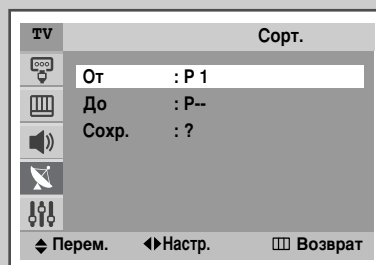 TV Сорт.
От : P 1
До : P--
Сохр. : ?
Перем. Настр. Возврат